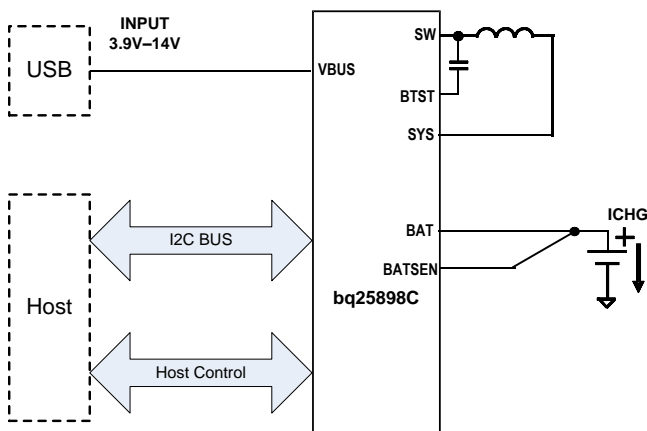 INPUT
3.9V–14V
USB
VBUS
SW
BTST
SYS
I2C BUS
BAT
ICHG
+
BATSEN
bq25898C
Host
Host Control